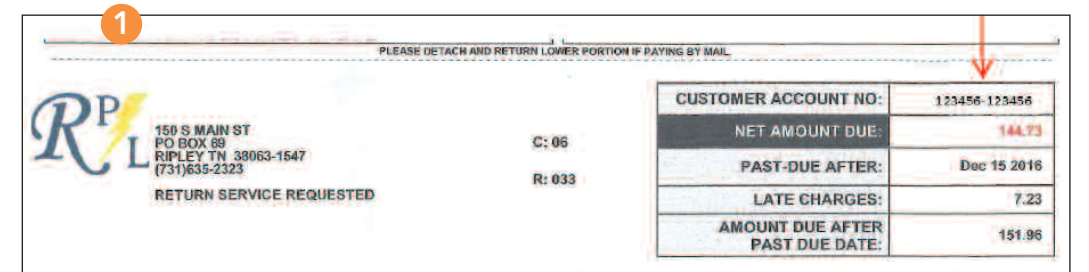 1
PLEASE DETACH AND RETURN LOWER PORTION IF PAYING BY MAIL.
RPL
150 S MAIN ST
PO BOX 69
RIPLEY TN 38063-1547
(731)635-2323
RETURN SERVICE REQUESTED
C: 06
R: 033
CUSTOMER ACCOUNT NO: 123456-123456
NET AMOUNT DUE: 144.73
PAST-DUE AFTER: Dec 15 2016
LATE CHARGES: 7.23
AMOUNT DUE AFTER
PAST DUE DATE: 151.96